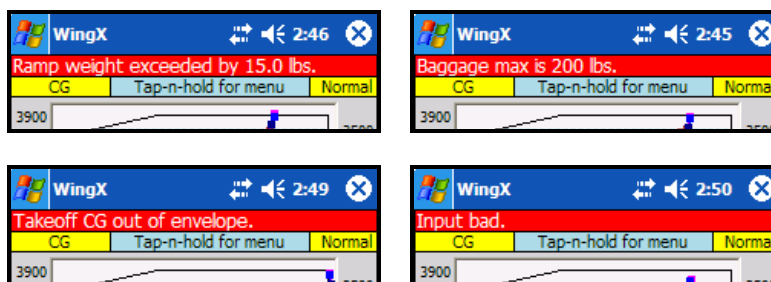 WingX 2:46
Ramp weight exceeded by 15.0 lbs.
CG Tap-n-hold for menu Normal
3900
WingX 2:45
Baggage max is 200 lbs.
CG Tap-n-hold for menu Norma
3900
WingX 2:49
Takeoff CG out of envelope.
CG Tap-n-hold for menu Normal
3900
WingX 2:50
Input bad.
CG Tap-n-hold for menu Norma
3900